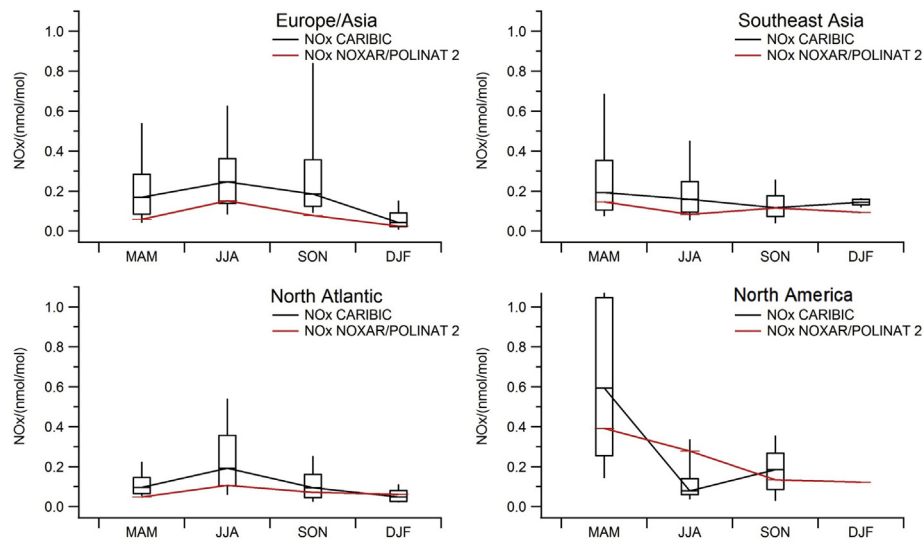 Europe/Asia
NOx CARIBIC
NOx NOXAR/POLINAT 2
NOx/(nmol/mol)
1.0
0.8
0.6
0.4
0.2
0.0
MAM JJA SON DJF
Southeast Asia
NOx CARIBIC
NOx NOXAR/POLINAT 2
NOx/(nmol/mol)
1.0
0.8
0.6
0.4
0.2
0.0
MAM JJA SON DJF
North Atlantic
NOx CARIBIC
NOx NOXAR/POLINAT 2
NOx/(nmol/mol)
1.0
0.8
0.6
0.4
0.2
0.0
MAM JJA SON DJF
North America
NOx CARIBIC
NOx NOXAR/POLINAT 2
NOx/(nmol/mol)
1.0
0.8
0.6
0.4
0.2
0.0
MAM JJA SON DJF